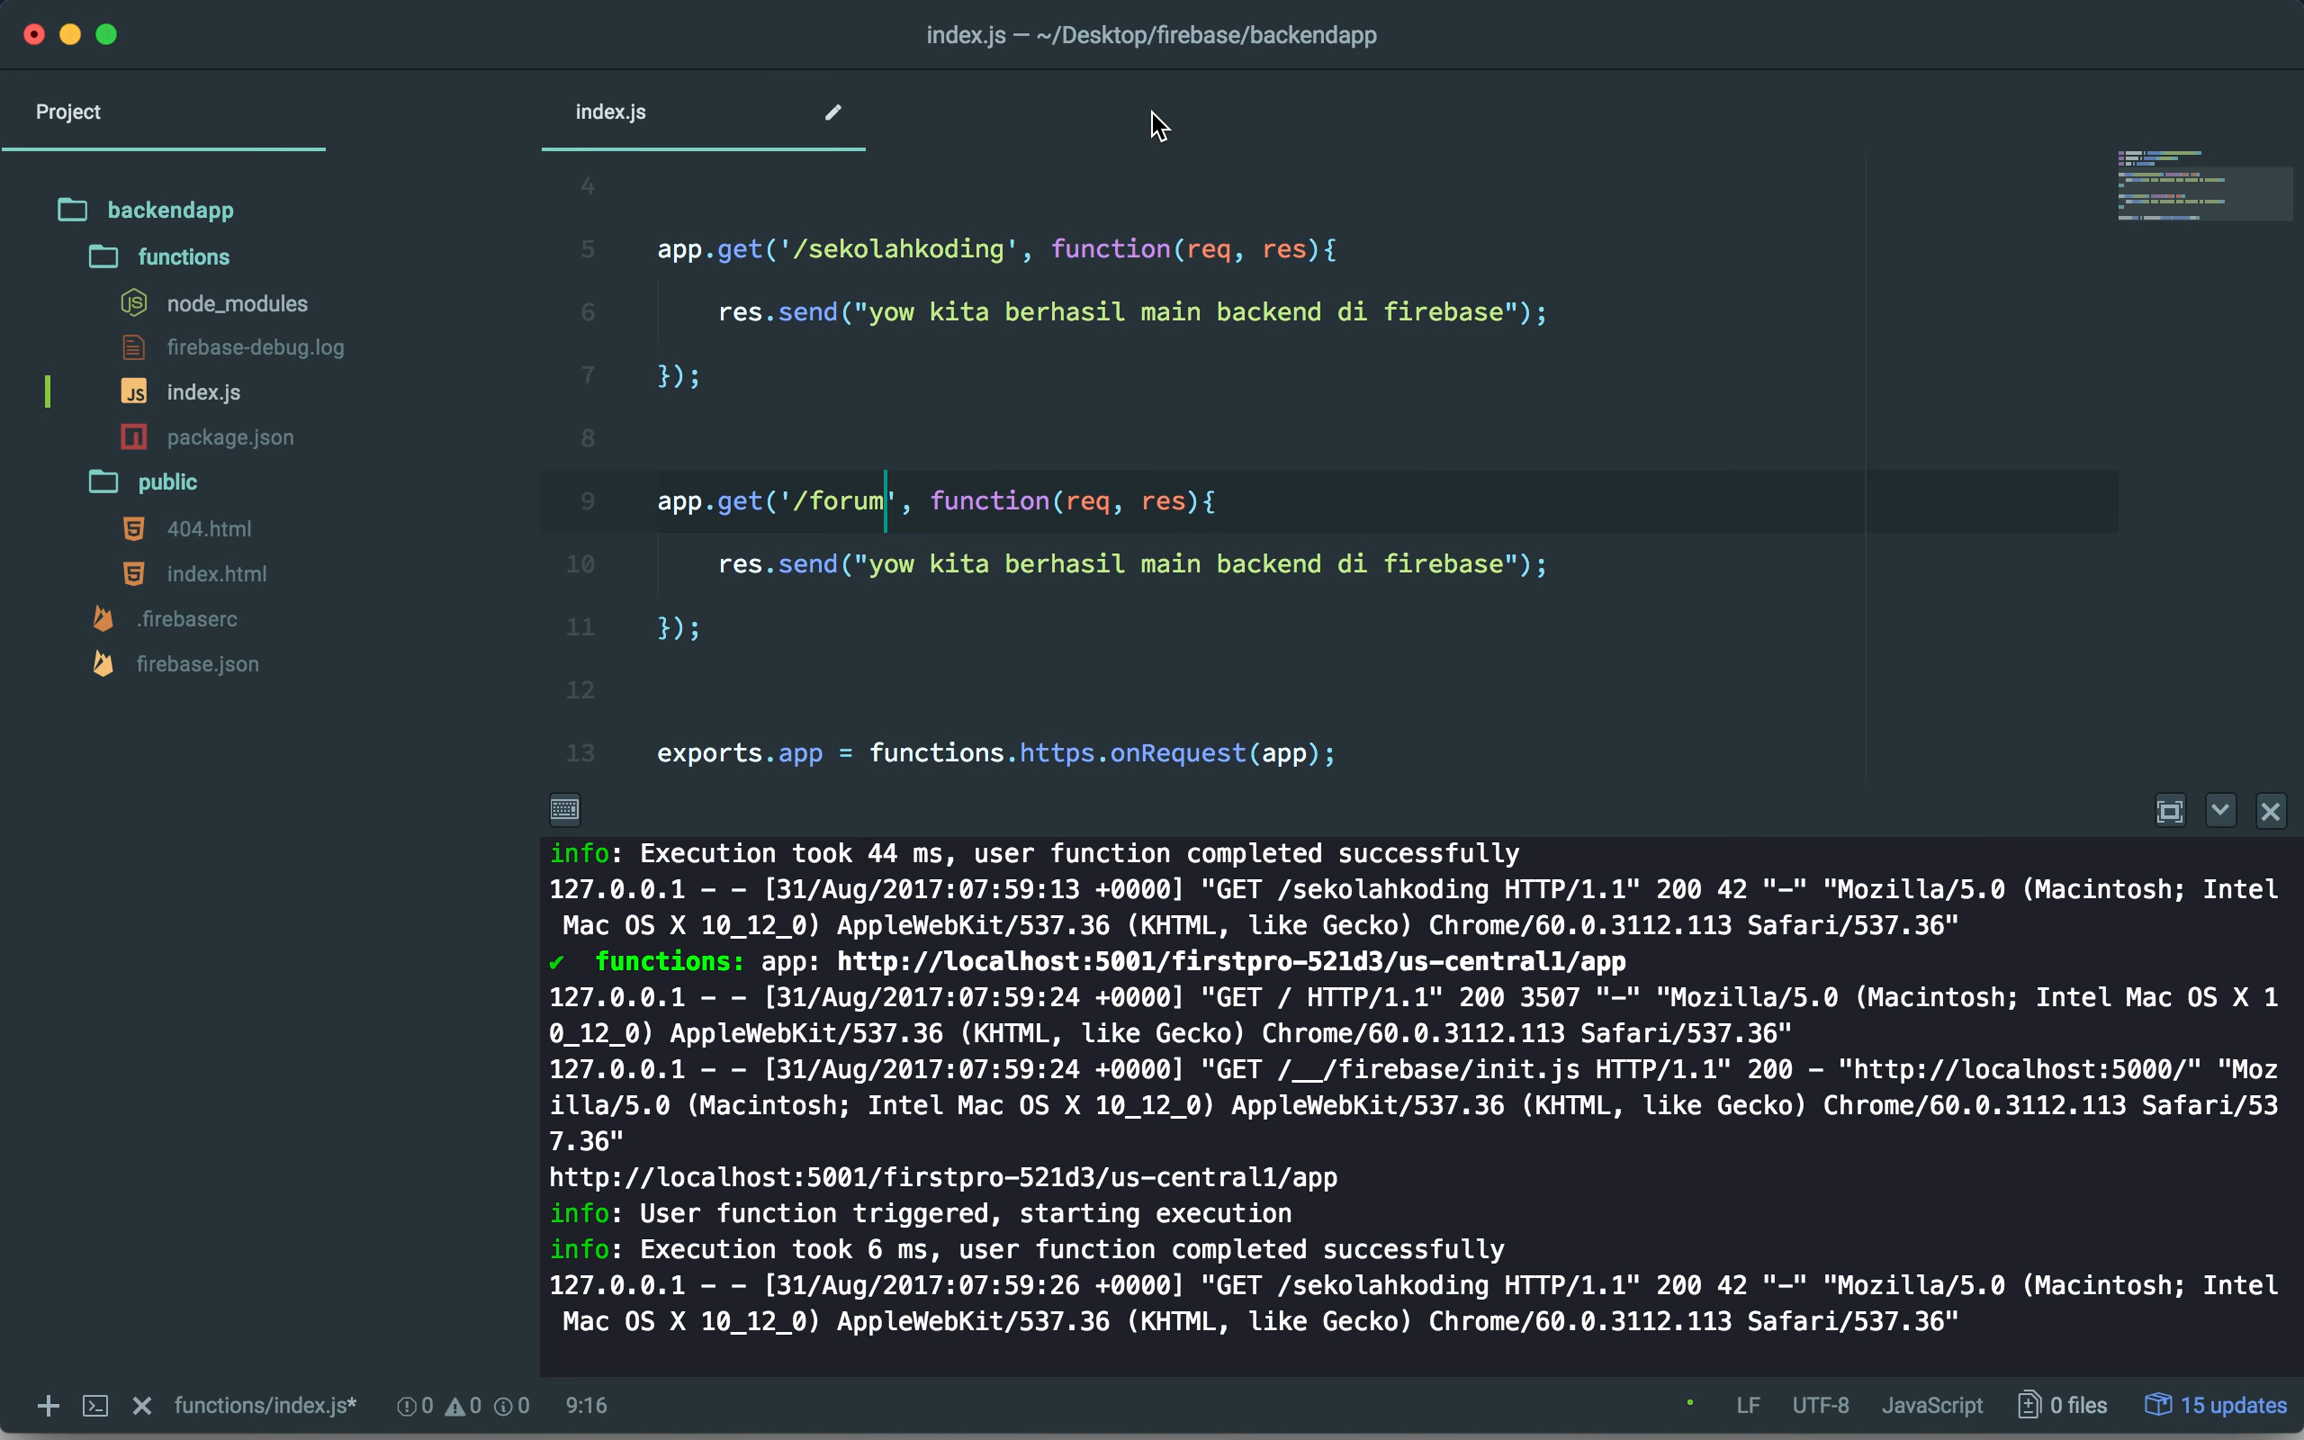 index.js — ~/Desktop/firebase/backendapp
Project
index.js
backendapp
functions
node_modules
firebase-debug.log
index.js
package.json
public
404.html
index.html
.firebaserc
firebase.json
4
5 app.get('/sekolahkoding', function(req, res){
6 res.send("yow kita berhasil main backend di firebase");
7 });
8
9 app.get('/forum', function(req, res){
10 res.send("yow kita berhasil main backend di firebase");
11 });
12
13 exports.app = functions.https.onRequest(app);
info: Execution took 44 ms, user function completed successfully
127.0.0.1 - - [31/Aug/2017:07:59:13 +0000] "GET /sekolahkoding HTTP/1.1" 200 42 "-" "Mozilla/5.0 (Macintosh; Intel
Mac OS X 10_12_0) AppleWebKit/537.36 (KHTML, like Gecko) Chrome/60.0.3112.113 Safari/537.36"
✔ functions: app: http://localhost:5001/firstpro-521d3/us-central1/app
127.0.0.1 - - [31/Aug/2017:07:59:24 +0000] "GET / HTTP/1.1" 200 3507 "-" "Mozilla/5.0 (Macintosh; Intel Mac OS X 1
0_12_0) AppleWebKit/537.36 (KHTML, like Gecko) Chrome/60.0.3112.113 Safari/537.36"
127.0.0.1 - - [31/Aug/2017:07:59:24 +0000] "GET /__/firebase/init.js HTTP/1.1" 200 - "http://localhost:5000/" "Moz
illa/5.0 (Macintosh; Intel Mac OS X 10_12_0) AppleWebKit/537.36 (KHTML, like Gecko) Chrome/60.0.3112.113 Safari/53
7.36"
http://localhost:5001/firstpro-521d3/us-central1/app
info: User function triggered, starting execution
info: Execution took 6 ms, user function completed successfully
127.0.0.1 - - [31/Aug/2017:07:59:26 +0000] "GET /sekolahkoding HTTP/1.1" 200 42 "-" "Mozilla/5.0 (Macintosh; Intel
Mac OS X 10_12_0) AppleWebKit/537.36 (KHTML, like Gecko) Chrome/60.0.3112.113 Safari/537.36"
functions/index.js* 0 0 0 9:16 LF UTF-8 JavaScript 0 files 15 updates